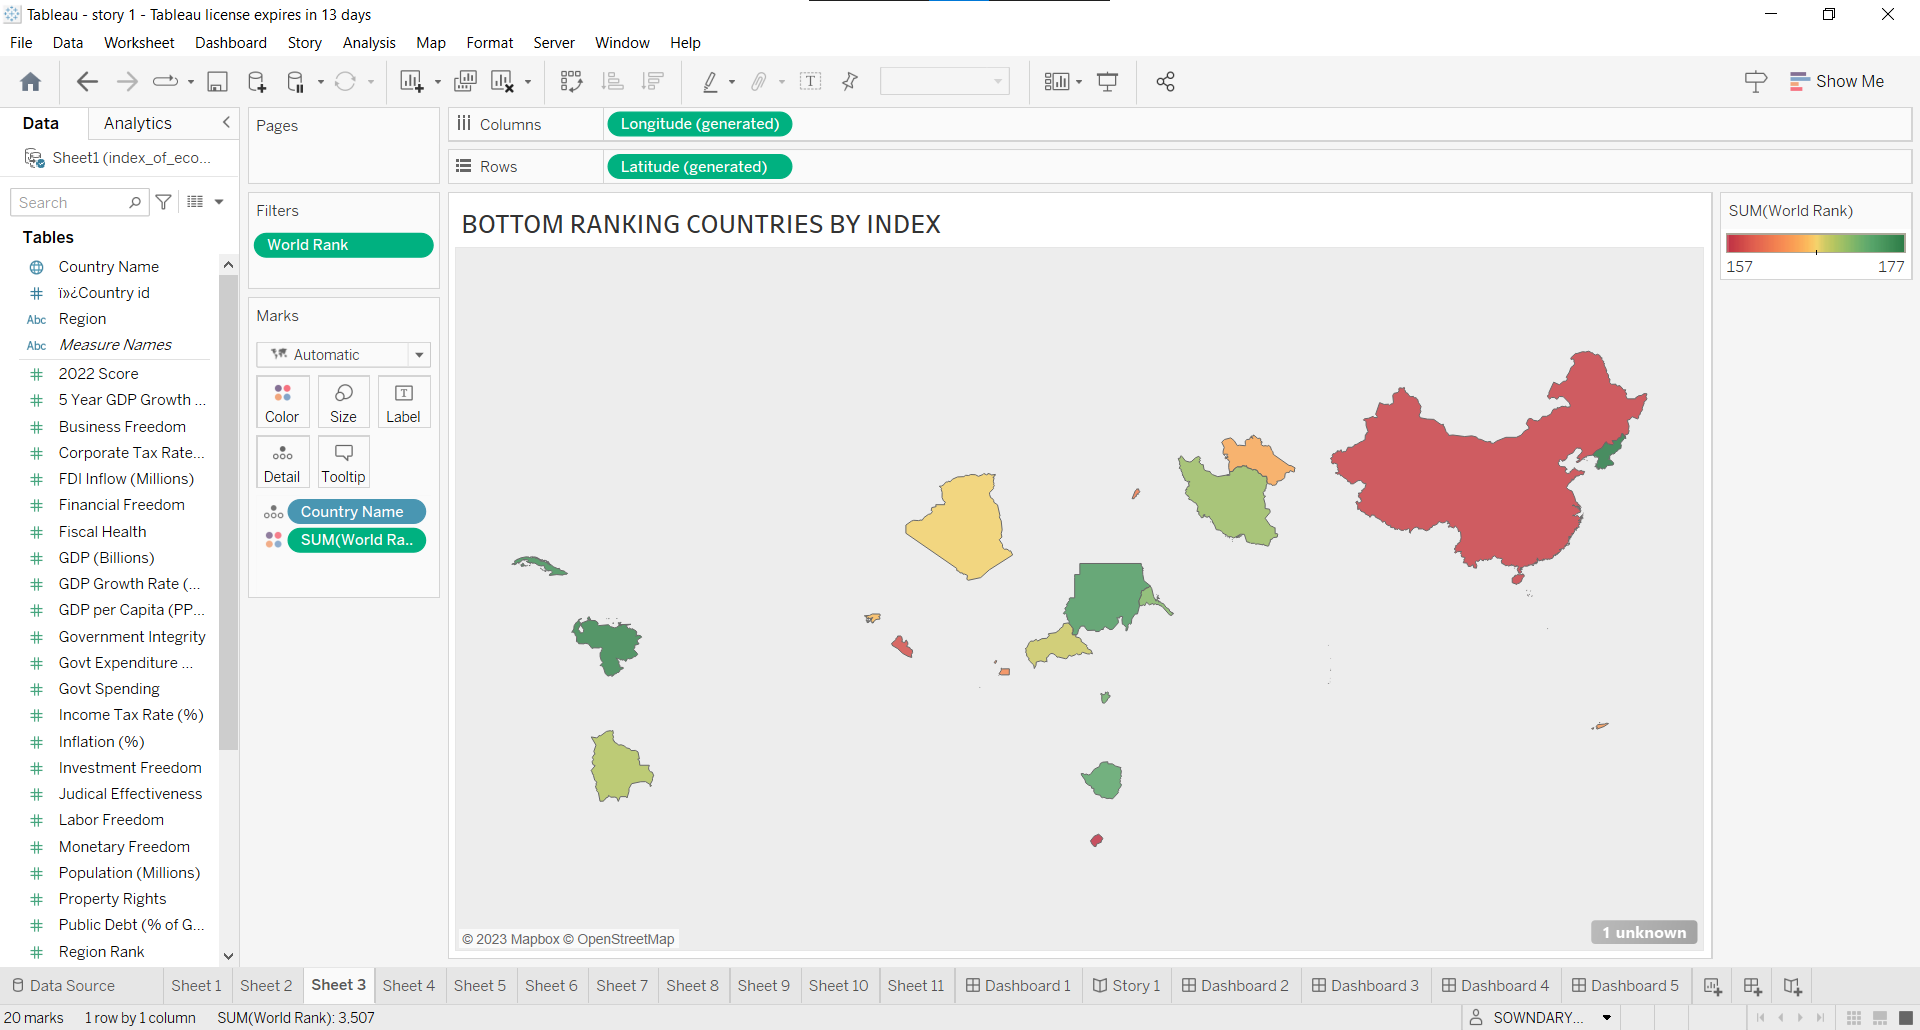 Tableau - story 1 - Tableau license expires in 13 days
File Data Worksheet Dashboard Story Analysis Map Format Server Window Help
Show Me
Data Analytics
Sheet1 (index_of_eco...
Search
Tables
Country Name
ï»¿Country id
Abc Region
Abc Measure Names
2022 Score
5 Year GDP Growth ...
Business Freedom
Corporate Tax Rate...
FDI Inflow (Millions)
Financial Freedom
Fiscal Health
GDP (Billions)
GDP Growth Rate (...
GDP per Capita (PP...
Government Integrity
Govt Expenditure ...
Govt Spending
Income Tax Rate (%)
Inflation (%)
Investment Freedom
Judical Effectiveness
Labor Freedom
Monetary Freedom
Population (Millions)
Property Rights
Public Debt (% of G...
Region Rank
Pages
Filters
World Rank
Marks
Automatic
Color Size Label
Detail Tooltip
Country Name
SUM(World Ra..
Columns Longitude (generated)
Rows Latitude (generated)
BOTTOM RANKING COUNTRIES BY INDEX
© 2023 Mapbox © OpenStreetMap
1 unknown
SUM(World Rank)
157 177
Data Source Sheet 1 Sheet 2 Sheet 3 Sheet 4 Sheet 5 Sheet 6 Sheet 7 Sheet 8 Sheet 9 Sheet 10 Sheet 11 Dashboard 1 Story 1 Dashboard 2 Dashboard 3 Dashboard 4 Dashboard 5
20 marks 1 row by 1 column SUM(World Rank): 3,507 SOWNDARY...